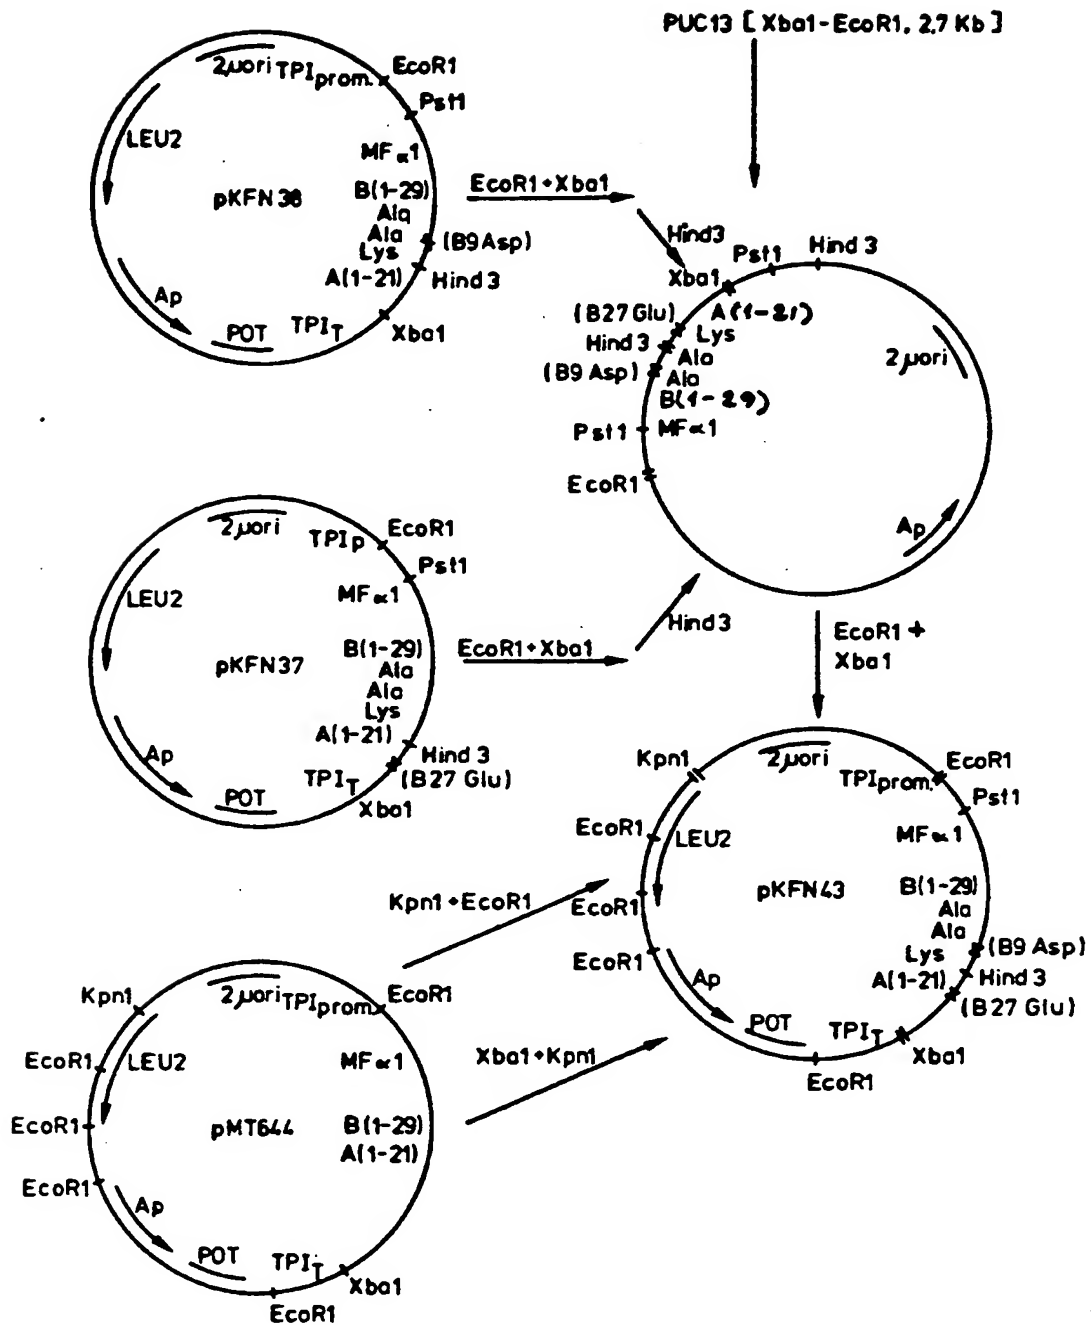 PUC13 [Xba1-EcoR1, 2,7 Kb]
2μori
TPIprom.
EcoR1
Pst1
LEU2
MFα1
pKFN38
B(1-29)
Ala
Ala
Lys
(B9Asp)
A(1-21)
Hind3
Ap
POT
TPIT
Xba1
EcoR1+Xba1
Hind3
Pst1
Hind 3
Xba1
A(1-21)
(B27 Glu)
Lys
Hind 3
Ala
(B9 Asp)
Ala
B(1-29)
Pst1
MFα1
EcoR1
2μori
Ap
2μori
TPIp
EcoR1
Pst1
LEU2
MFα1
pKFN37
B(1-29)
Ala
Ala
Lys
A(1-21)
Hind 3
(B27 Glu)
Ap
POT
TPIT
Xba1
EcoR1+Xba1
Hind3
EcoR1 +
Xba1
Kpn1
2μori
TPIprom.
EcoR1
Pst1
EcoR1
LEU2
MFα1
pKFN43
EcoR1
B(1-29)
Ala
Ala
Lys
(B9 Asp)
EcoR1
A(1-21)
Hind 3
(B27 Glu)
Ap
POT
TPIT
Xba1
EcoR1
Kpn1+EcoR1
Xba1+Kpn1
Kpn1
2μori
TPIprom.
EcoR1
EcoR1
LEU2
MFα1
EcoR1
pMT644
B(1-29)
A(1-21)
EcoR1
Ap
POT
TPIT
Xba1
EcoR1